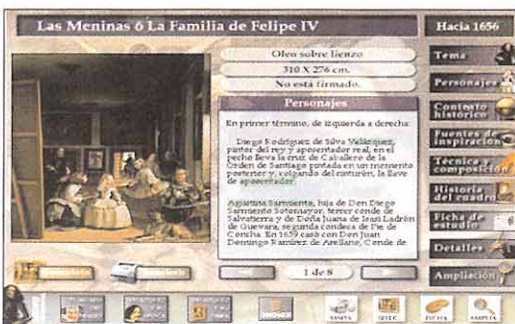 Las Meninas ó La Familia de Felipe IV
Hacia 1656
Oleo sobre lienzo
310 X 276 cm.
No está firmado.
Personajes
En primer término, de izquierda a derecha:
Diego Rodríguez de Silva Velázquez,
pintor del rey y aposentador real, en el
pecho lleva la cruz de Caballero de la
Orden de Santiago pintada en un momento
posterior y, colgando del cinturón, la llave
de aposentador.
Agustina Sarmiento, hija de Don Diego
Sarmiento Sotomayor, tercer conde de
Salvatierra y de Doña Juana de Isasi Ladrón
de Guevara, segunda condesa de Pie de
Concha. En 1659 casó con Don Juan
Domingo Ramírez de Arellano, Conde de
1 de 8
Tema
Personajes
Contexto
histórico
Fuentes de
inspiración
Técnica y
composición
Historia
del cuadro
Ficha de
estudio
Detalles
Ampliación